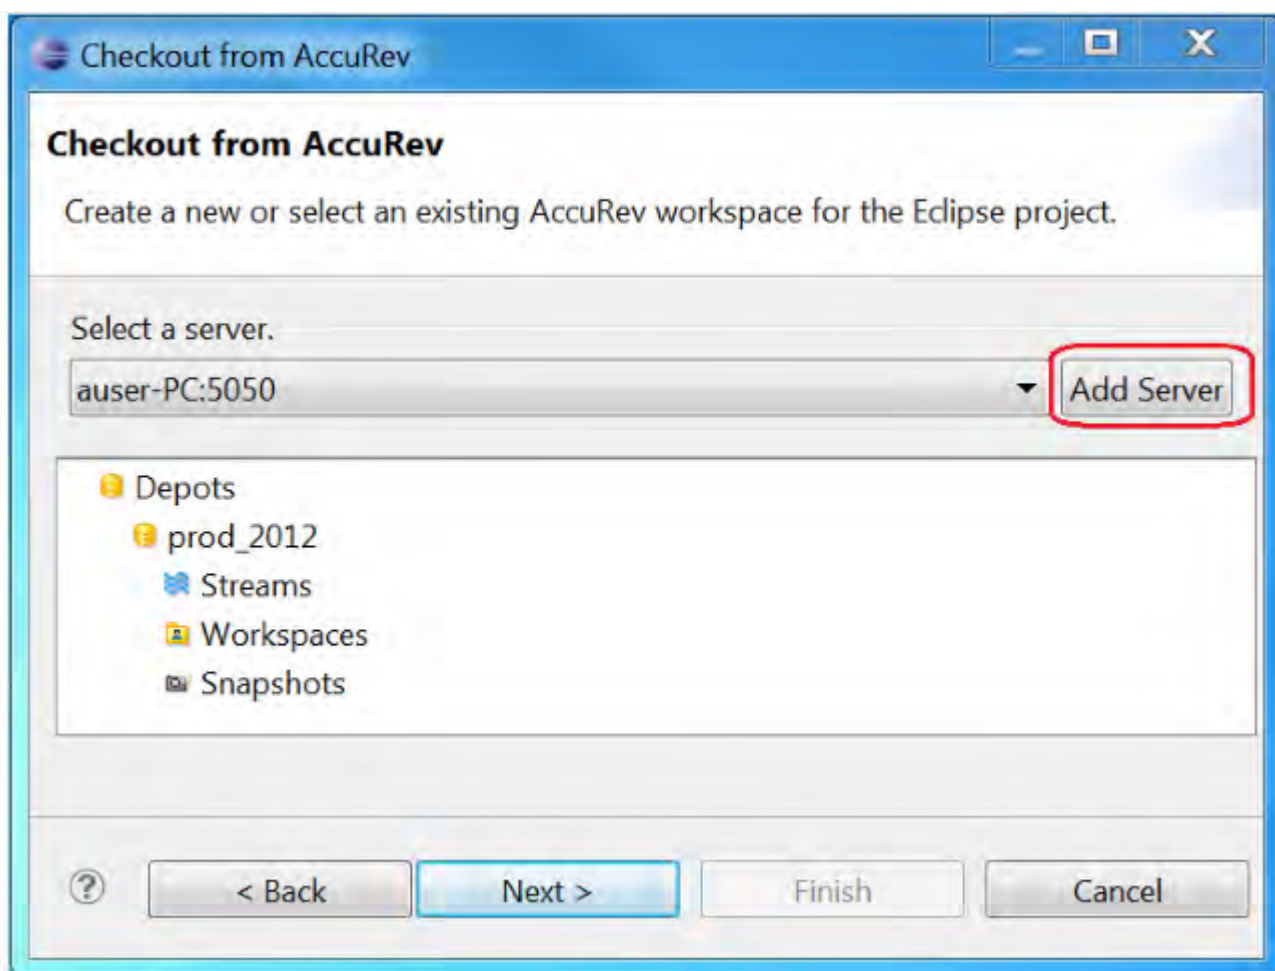 Checkout from AccuRev
Checkout from AccuRev
Create a new or select an existing AccuRev workspace for the Eclipse project.
Select a server.
auser-PC:5050
Add Server
Depots
prod_2012
Streams
Workspaces
Snapshots
?
< Back
Next >
Finish
Cancel